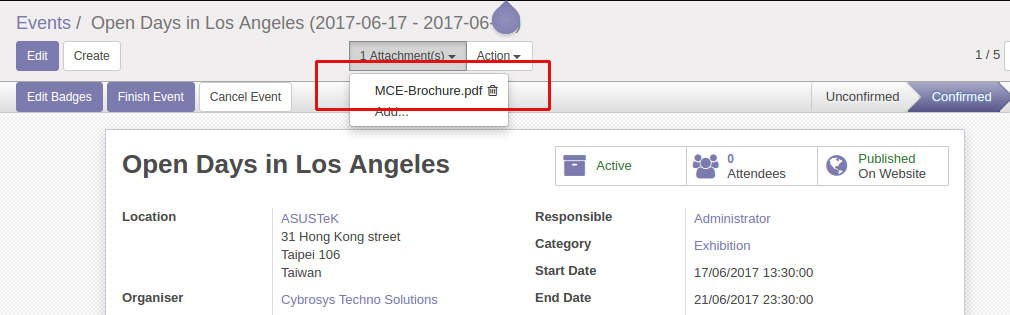 Events / Open Days in Los Angeles (2017-06-17 - 2017-06-
Edit Create 1 Attachment(s) Action 1 / 5
MCE-Brochure.pdf
Add...
Edit Badges Finish Event Cancel Event Unconfirmed Confirmed
Open Days in Los Angeles
Active
0
Attendees
Published
On Website
Location ASUSTeK
31 Hong Kong street
Taipei 106
Taiwan
Organiser Cybrosys Techno Solutions
Responsible Administrator
Category Exhibition
Start Date 17/06/2017 13:30:00
End Date 21/06/2017 23:30:00